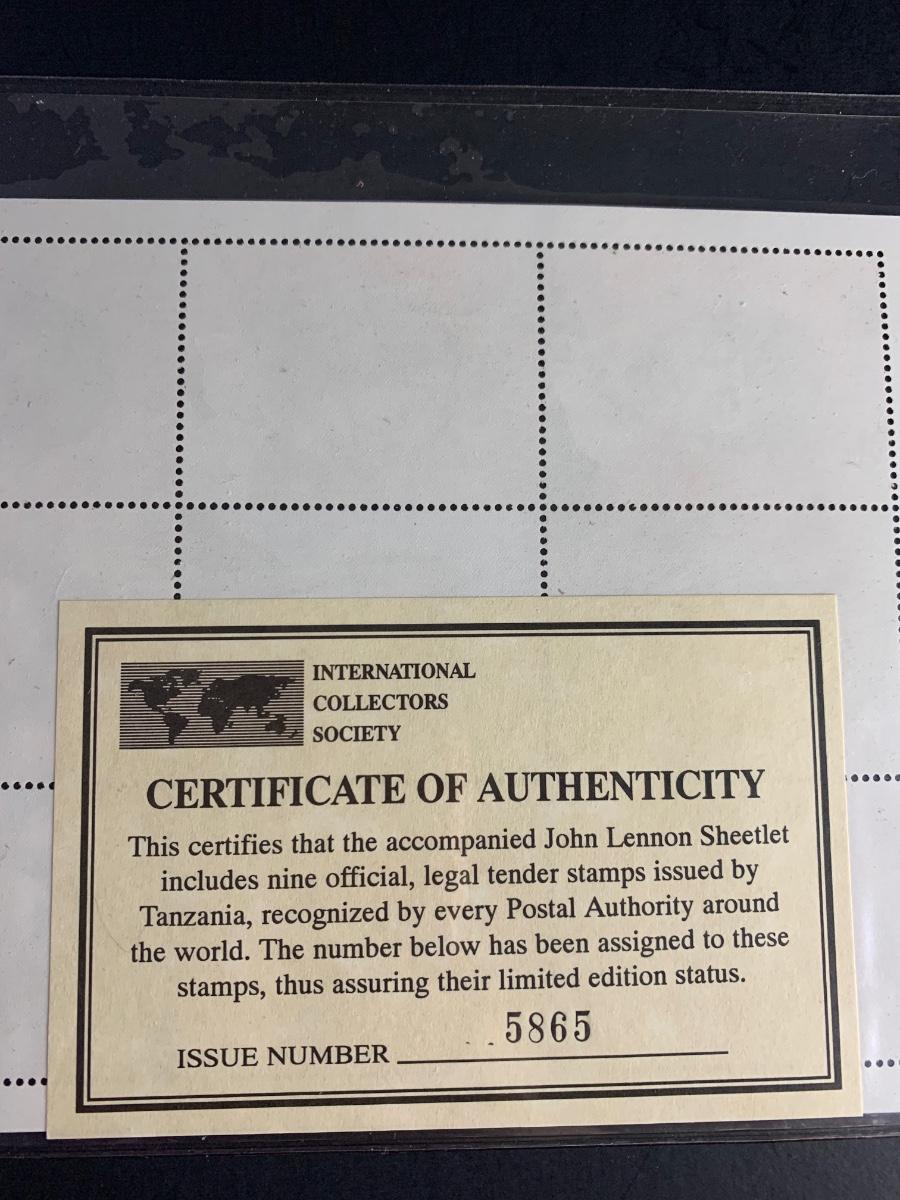 INTERNATIONAL
COLLECTORS
SOCIETY
CERTIFICATE OF AUTHENTICITY
This certifies that the accompanied John Lennon Sheetlet
includes nine official, legal tender stamps issued by
Tanzania, recognized by every Postal Authority around
the world. The number below has been assigned to these
stamps, thus assuring their limited edition status.
5865
ISSUE NUMBER